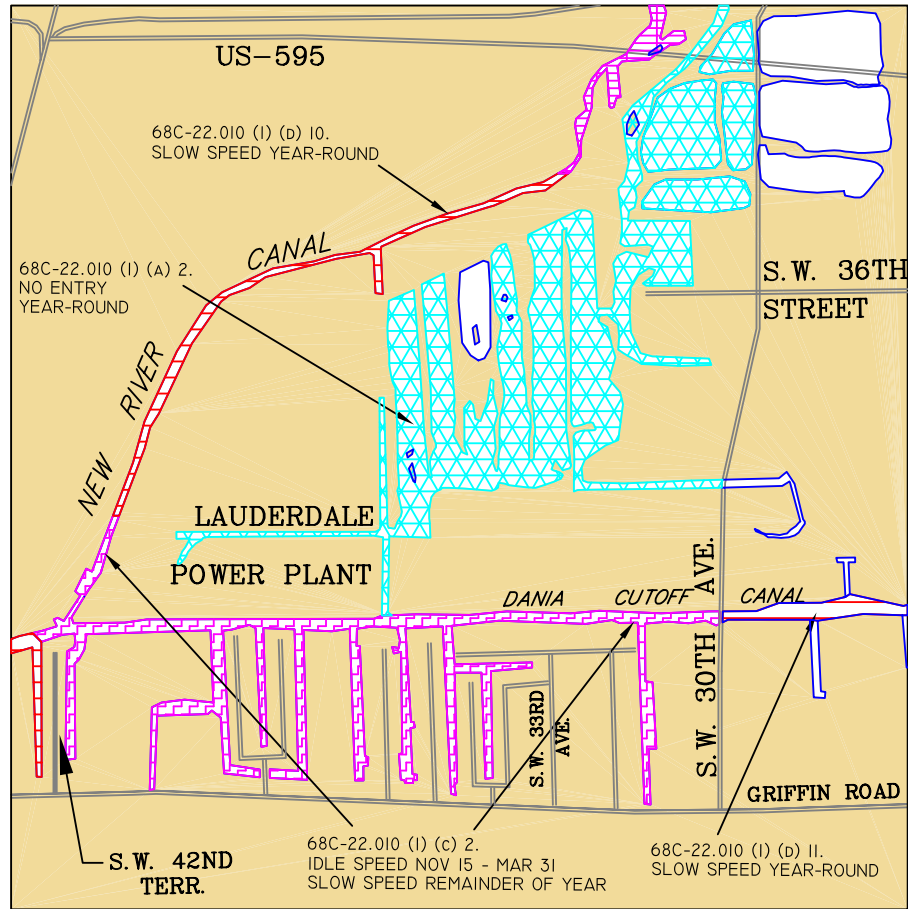 US-595
68C-22.010 (1) (D) 10.
SLOW SPEED YEAR-ROUND
CANAL
68C-22.010 (1) (A) 2.
NO ENTRY
YEAR-ROUND
S.W. 36TH
STREET
RIVER
NEW
LAUDERDALE
POWER PLANT
DANIA
CUTOFF
CANAL
S.W. 30TH AVE.
S.W. 33RD
AVE.
GRIFFIN ROAD
S.W. 42ND
TERR.
68C-22.010 (1) (C) 2.
IDLE SPEED NOV 15 - MAR 31
SLOW SPEED REMAINDER OF YEAR
68C-22.010 (1) (D) 11.
SLOW SPEED YEAR-ROUND